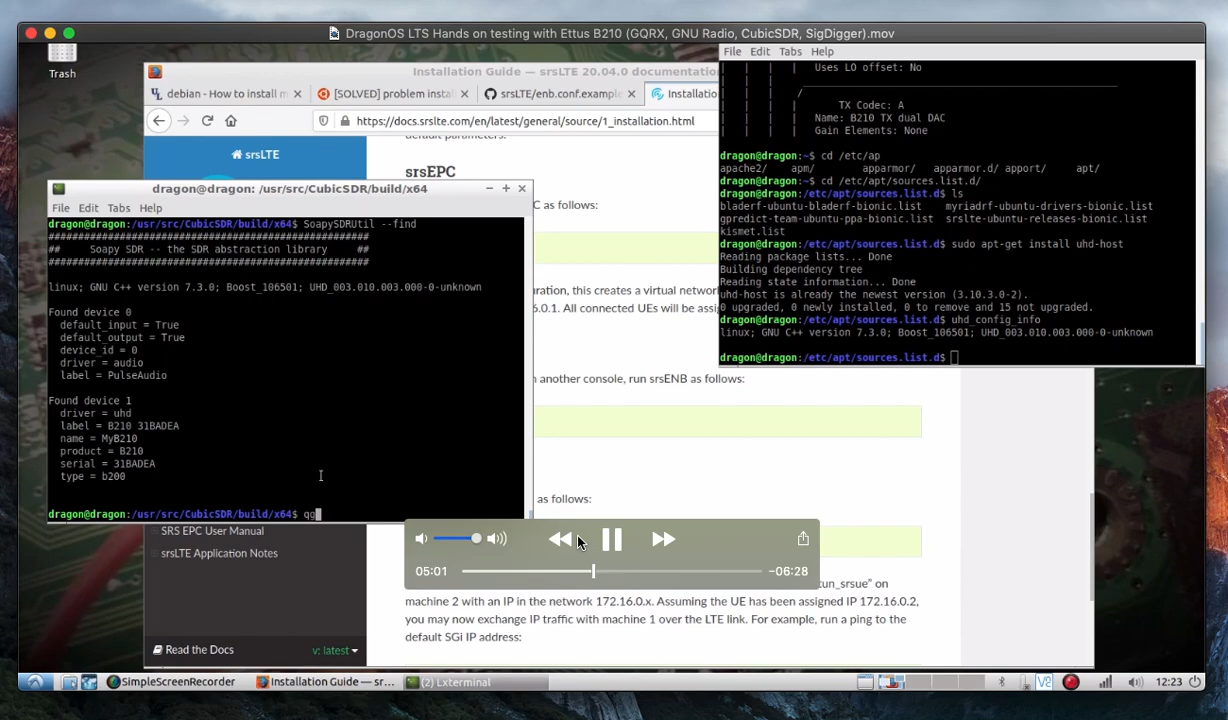 DragonOS LTS Hands on testing with Ettus B210 (GQRX, GNU Radio, CubicSDR, SigDigger).mov
Trash
Installation Guide — srsLTE 20.04.0 documentatio
debian - How to install m
[SOLVED] problem insta
srsLTE/enb.conf.example
Installatio
https://docs.srslte.com/en/latest/general/source/1_installation.html
srsLTE
default parameters.
srsEPC
C as follows:
uration, this creates a virtual networ
6.0.1. All connected UEs will be assig
n another console, run srsENB as follows:
as follows:
tun_srsue" on
machine 2 with an IP in the network 172.16.0.x. Assuming the UE has been assigned IP 172.16.0.2,
you may now exchange IP traffic with machine 1 over the LTE link. For example, run a ping to the
default SGi IP address:
SRS EPC User Manual
srsLTE Application Notes
Read the Docs
v: latest
dragon@dragon: /usr/src/CubicSDR/build/x64
File Edit Tabs Help
dragon@dragon:/usr/src/CubicSDR/build/x64$ SoapySDRUtil --find
######################################################
##     Soapy SDR -- the SDR abstraction library     ##
######################################################
linux; GNU C++ version 7.3.0; Boost_106501; UHD_003.010.003.000-0-unknown
Found device 0
default_input = True
default_output = True
device_id = 0
driver = audio
label = PulseAudio
Found device 1
driver = uhd
label = B210 31BADEA
name = MyB210
product = B210
serial = 31BADEA
type = b200
dragon@dragon:/usr/src/CubicSDR/build/x64$ qg
File Edit Tabs Help
| | | | Uses LO offset: No
| | | _____________________________________________________
| | | /
| | | | TX Codec: A
| | | | Name: B210 TX dual DAC
| | | | Gain Elements: None
dragon@dragon:~$ cd /etc/ap
apache2/ apm/ apparmor/ apparmor.d/ apport/ apt/
dragon@dragon:~$ cd /etc/apt/sources.list.d/
dragon@dragon:/etc/apt/sources.list.d$ ls
bladerf-ubuntu-bladerf-bionic.list myriadrf-ubuntu-drivers-bionic.list
gpredict-team-ubuntu-ppa-bionic.list srslte-ubuntu-releases-bionic.list
kismet.list
dragon@dragon:/etc/apt/sources.list.d$ sudo apt-get install uhd-host
Reading package lists... Done
Building dependency tree
Reading state information... Done
uhd-host is already the newest version (3.10.3.0-2).
0 upgraded, 0 newly installed, 0 to remove and 15 not upgraded.
dragon@dragon:/etc/apt/sources.list.d$ uhd_config_info
linux; GNU C++ version 7.3.0; Boost_106501; UHD_003.010.003.000-0-unknown
dragon@dragon:/etc/apt/sources.list.d$
05:01
−06:28
SimpleScreenRecorder
Installation Guide — sr...
(2) Lxterminal
12:23